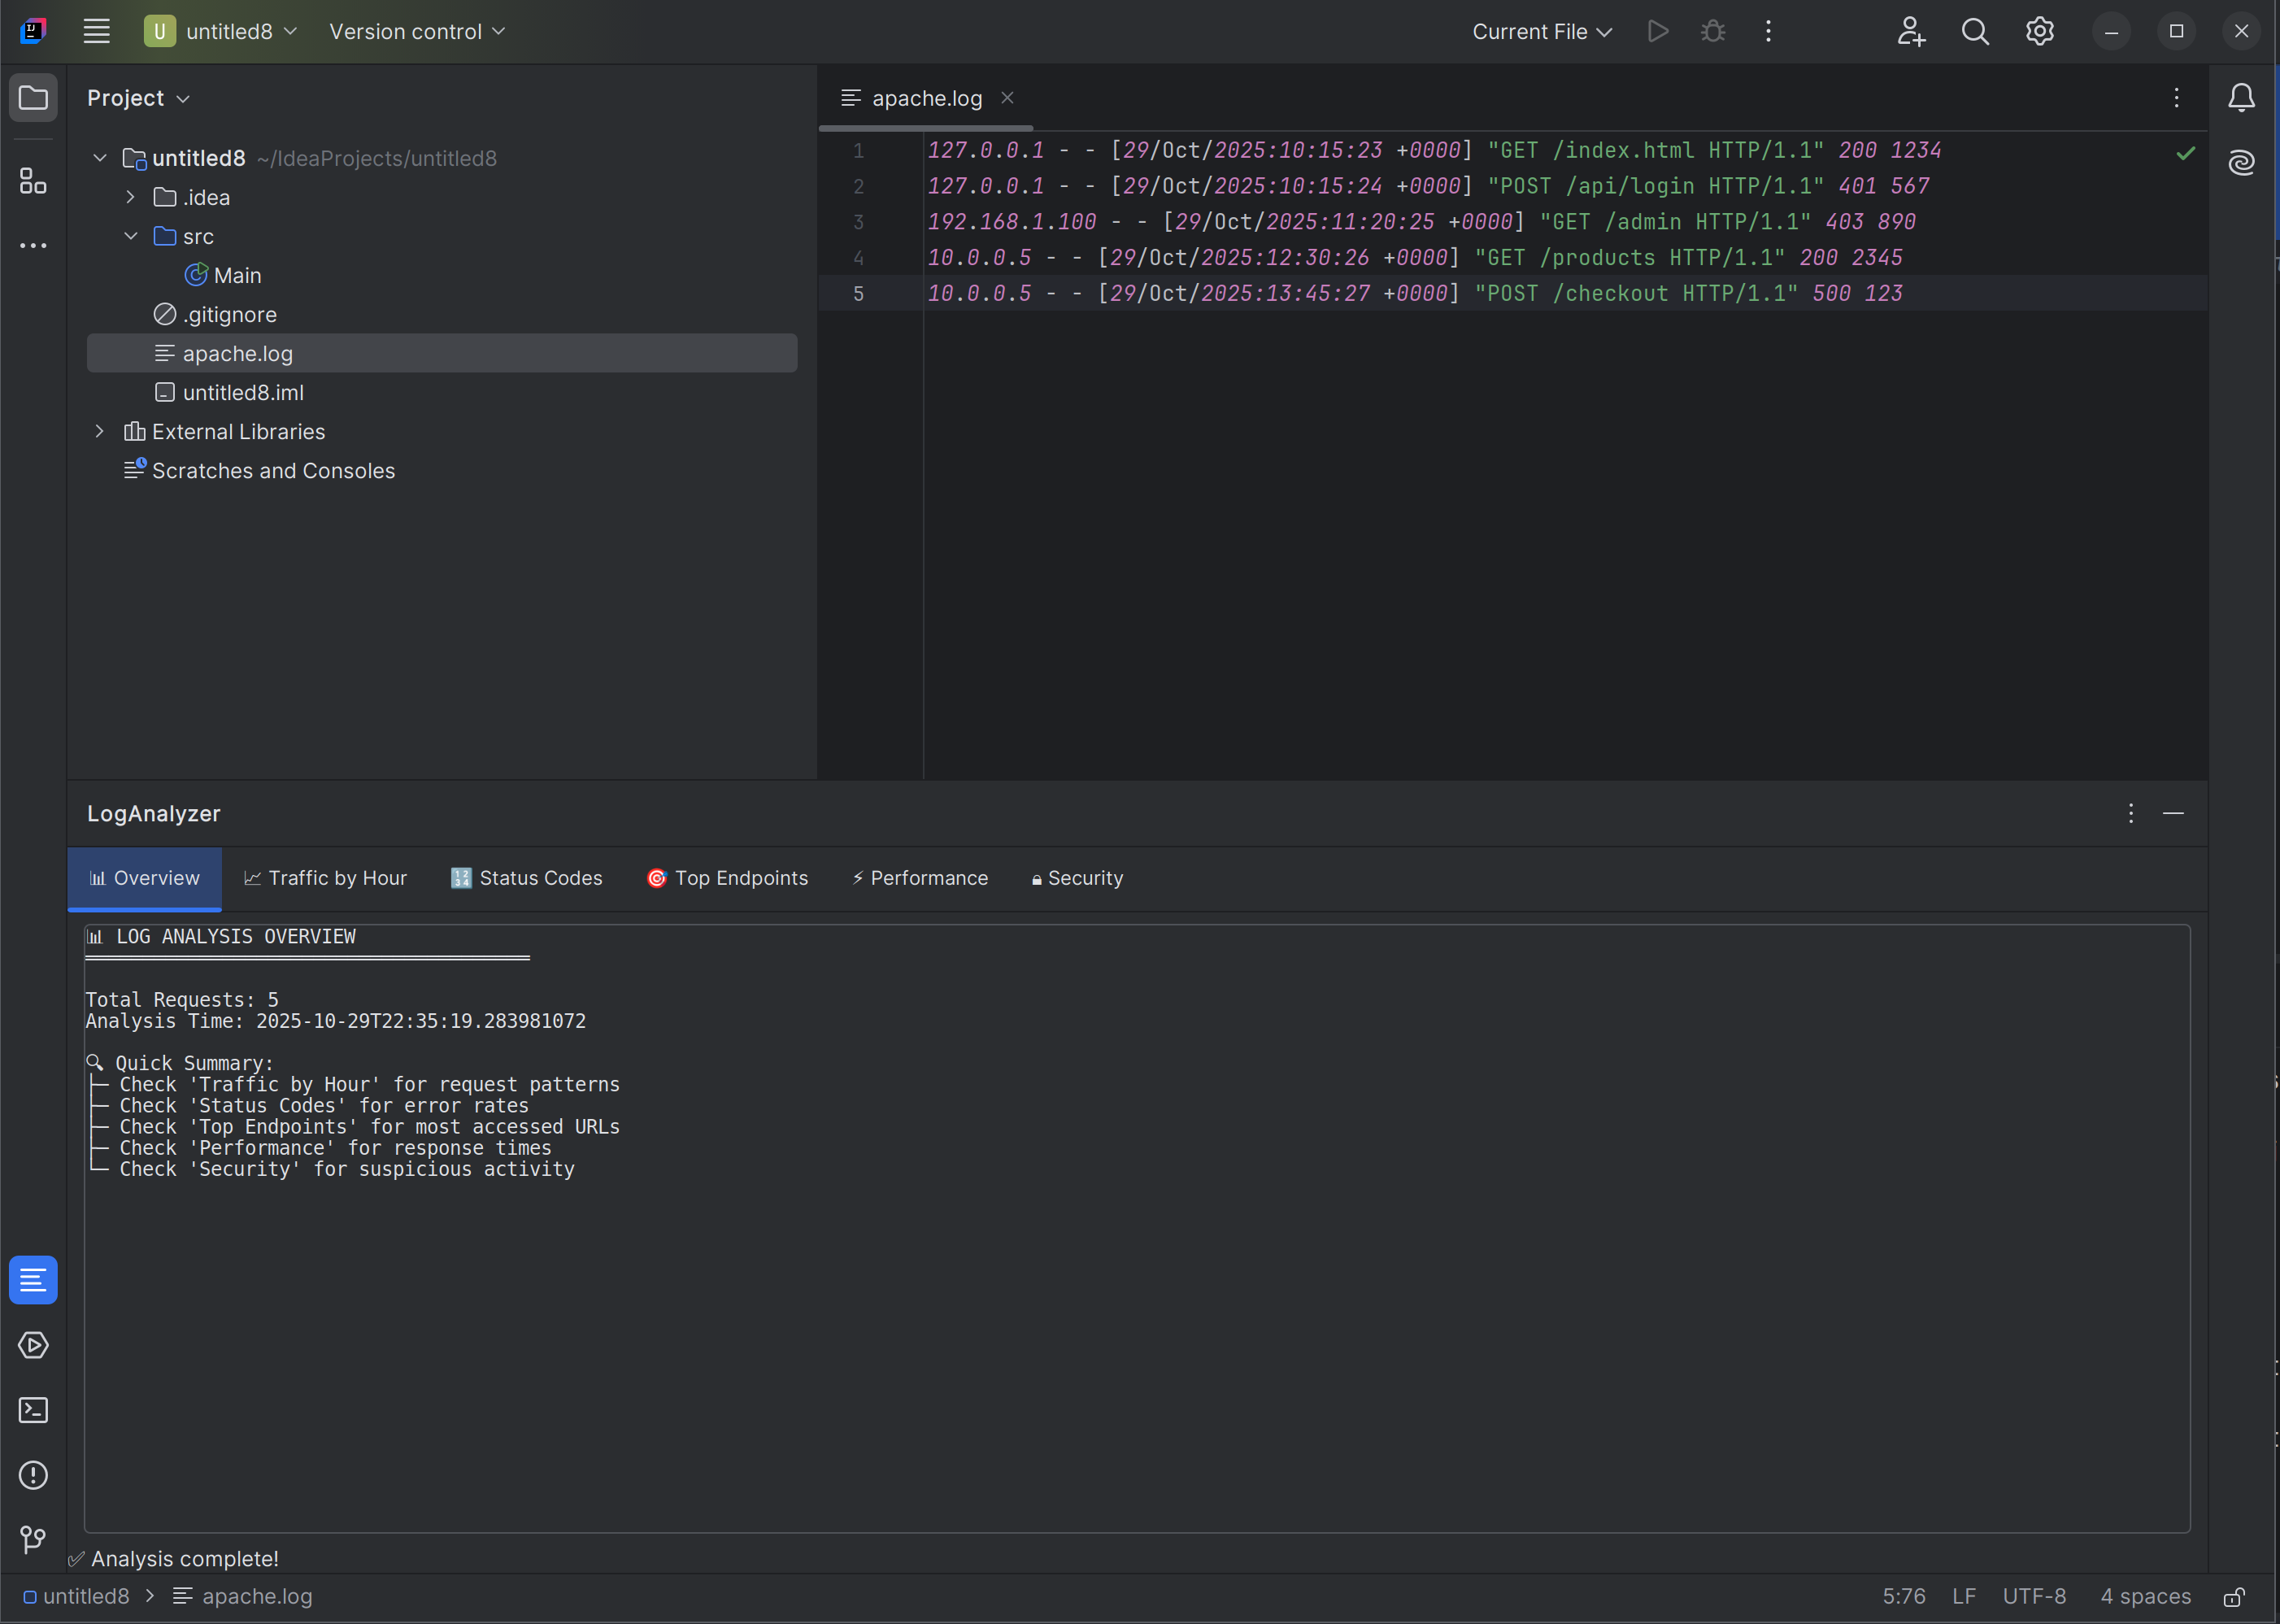 U untitled8 Version control Current File
Project
untitled8 ~/IdeaProjects/untitled8
.idea
src
Main
.gitignore
apache.log
untitled8.iml
External Libraries
Scratches and Consoles
apache.log
1 127.0.0.1 - - [29/Oct/2025:10:15:23 +0000] "GET /index.html HTTP/1.1" 200 1234
2 127.0.0.1 - - [29/Oct/2025:10:15:24 +0000] "POST /api/login HTTP/1.1" 401 567
3 192.168.1.100 - - [29/Oct/2025:11:20:25 +0000] "GET /admin HTTP/1.1" 403 890
4 10.0.0.5 - - [29/Oct/2025:12:30:26 +0000] "GET /products HTTP/1.1" 200 2345
5 10.0.0.5 - - [29/Oct/2025:13:45:27 +0000] "POST /checkout HTTP/1.1" 500 123
LogAnalyzer
📊 Overview 📈 Traffic by Hour 🔢 Status Codes 🎯 Top Endpoints ⚡ Performance 🔒 Security
📊 LOG ANALYSIS OVERVIEW
═══════════════════════════════════════
Total Requests: 5
Analysis Time: 2025-10-29T22:35:19.283981072
🔍 Quick Summary:
├─ Check 'Traffic by Hour' for request patterns
├─ Check 'Status Codes' for error rates
├─ Check 'Top Endpoints' for most accessed URLs
├─ Check 'Performance' for response times
└─ Check 'Security' for suspicious activity
✅ Analysis complete!
untitled8 > apache.log 5:76 LF UTF-8 4 spaces